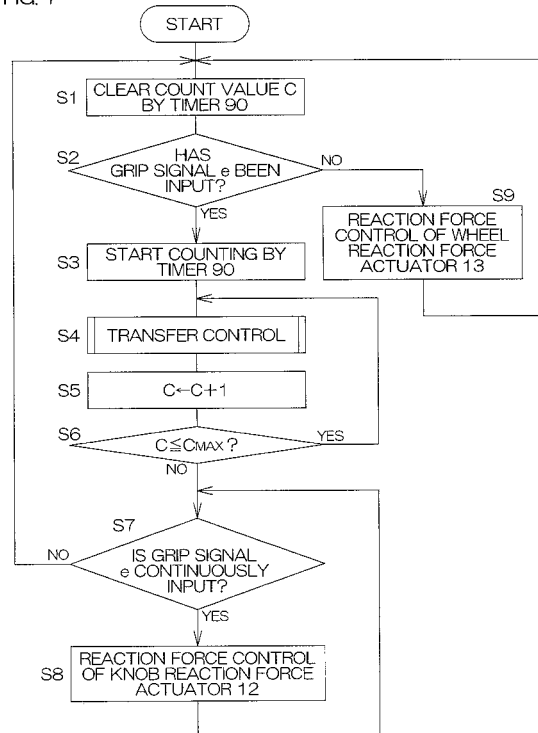 START
S1
CLEAR COUNT VALUE C
BY TIMER 90
S2
HAS
GRIP SIGNAL e BEEN
INPUT?
NO
YES
S9
REACTION FORCE
CONTROL OF WHEEL
REACTION FORCE
ACTUATOR 13
S3
START COUNTING BY
TIMER 90
S4
TRANSFER CONTROL
S5
C←C+1
S6
C≦CMAX?
YES
NO
S7
NO
IS GRIP SIGNAL
e CONTINUOUSLY
INPUT?
YES
S8
REACTION FORCE CONTROL
OF KNOB REACTION FORCE
ACTUATOR 12